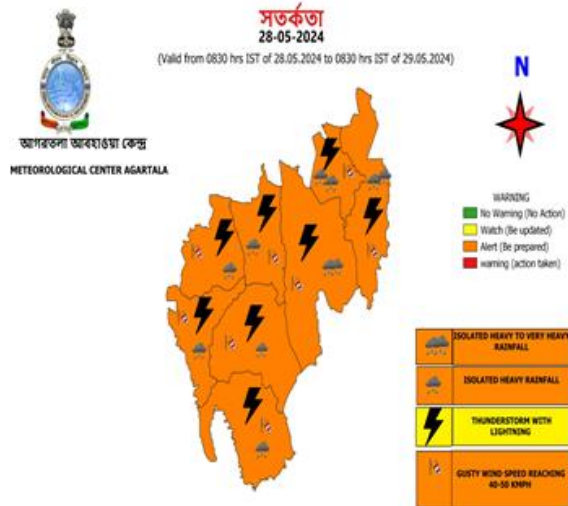 সতর্কতা
28-05-2024
(Valid from 0830 hrs IST of 28.05.2024 to 0830 hrs IST of 29.05.2024)
আগরতলা আবহাওয়া কেন্দ্র
METEOROLOGICAL CENTER AGARTALA
N
WARNING
No Warning (No Action)
Watch (Be updated)
Alert (Be prepared)
warning (action taken)
ISOLATED HEAVY TO VERY HEAVY
RAINFALL
ISOLATED HEAVY RAINFALL
THUNDERSTORM WITH
LIGHTNING
GUSTY WIND SPEED REACHING
40-50 KMPH